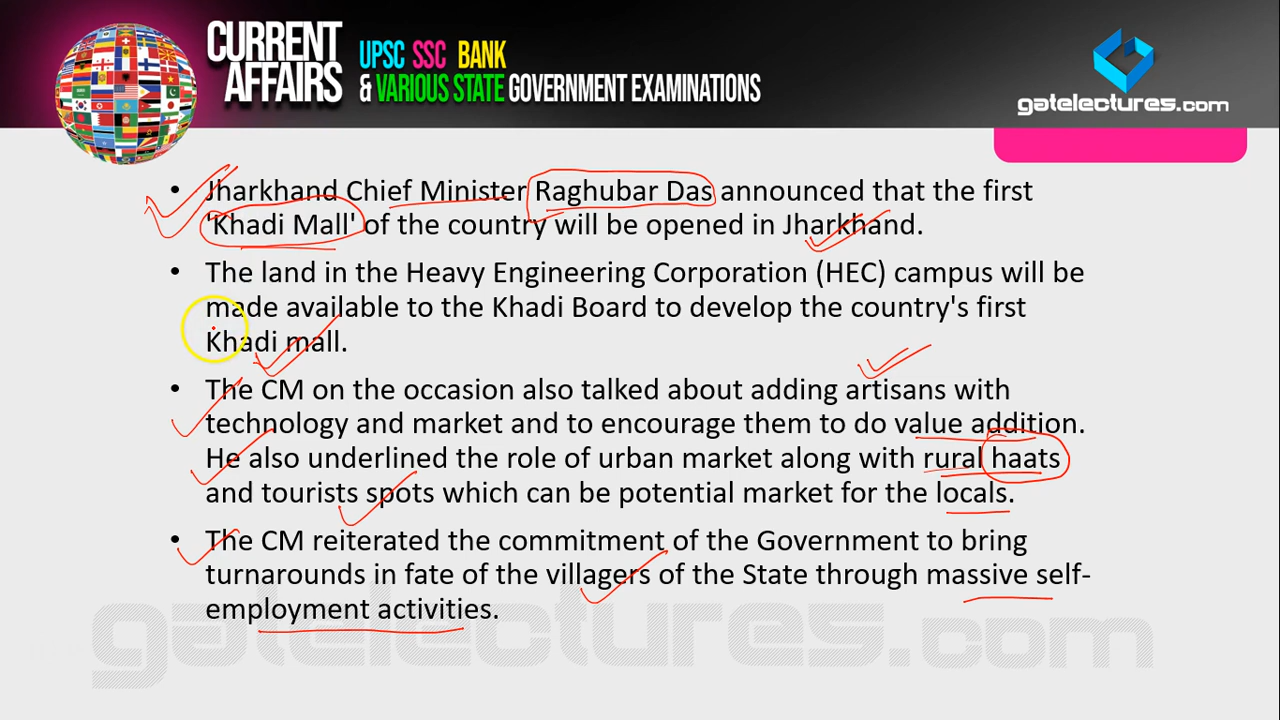 CURRENT
AFFAIRS
UPSC SSC BANK
& VARIOUS STATE GOVERNMENT EXAMINATIONS
gatelectures.com
• Jharkhand Chief Minister Raghubar Das announced that the first
'Khadi Mall' of the country will be opened in Jharkhand.
• The land in the Heavy Engineering Corporation (HEC) campus will be
made available to the Khadi Board to develop the country's first
Khadi mall.
• The CM on the occasion also talked about adding artisans with
technology and market and to encourage them to do value addition.
He also underlined the role of urban market along with rural haats
and tourists spots which can be potential market for the locals.
• The CM reiterated the commitment of the Government to bring
turnarounds in fate of the villagers of the State through massive self-
employment activities.
gatelectures.com